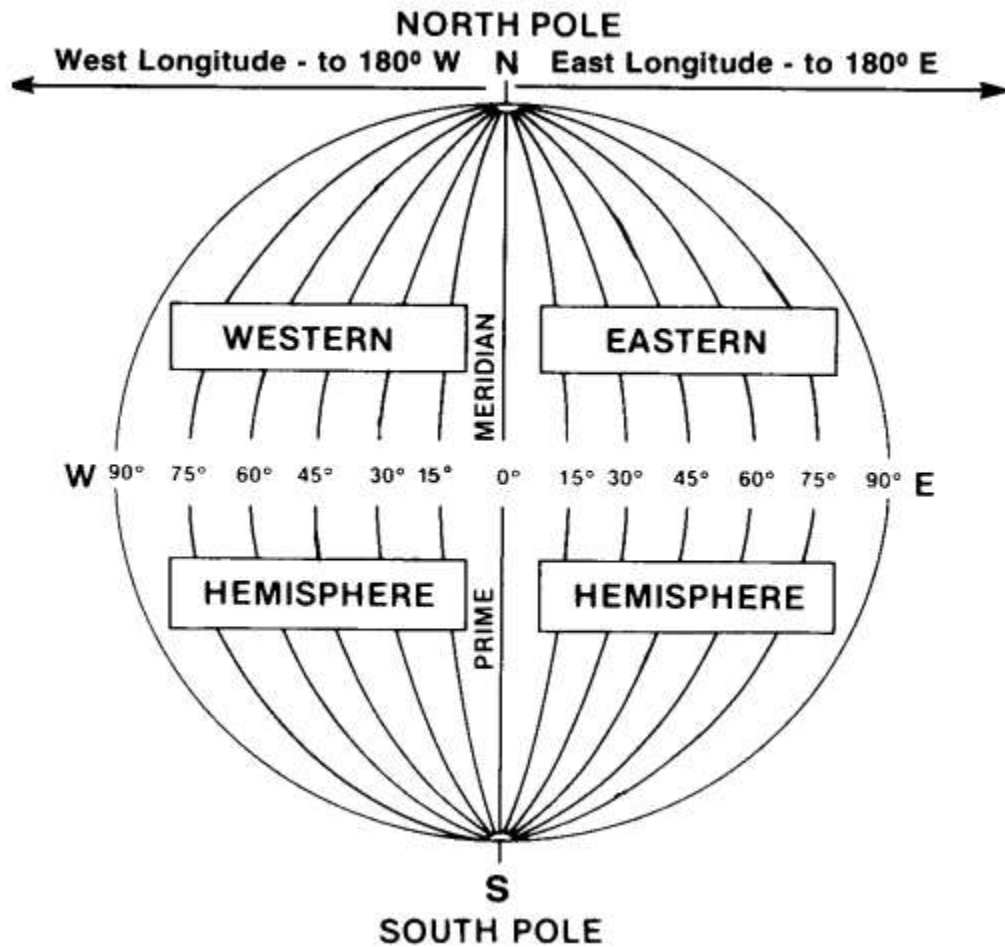 NORTH POLE
West Longitude - to 180º W N East Longitude - to 180º E
WESTERN
EASTERN
MERIDIAN
W 90° 75° 60° 45° 30° 15° 0° 15° 30° 45° 60° 75° 90° E
HEMISPHERE
HEMISPHERE
PRIME
S
SOUTH POLE